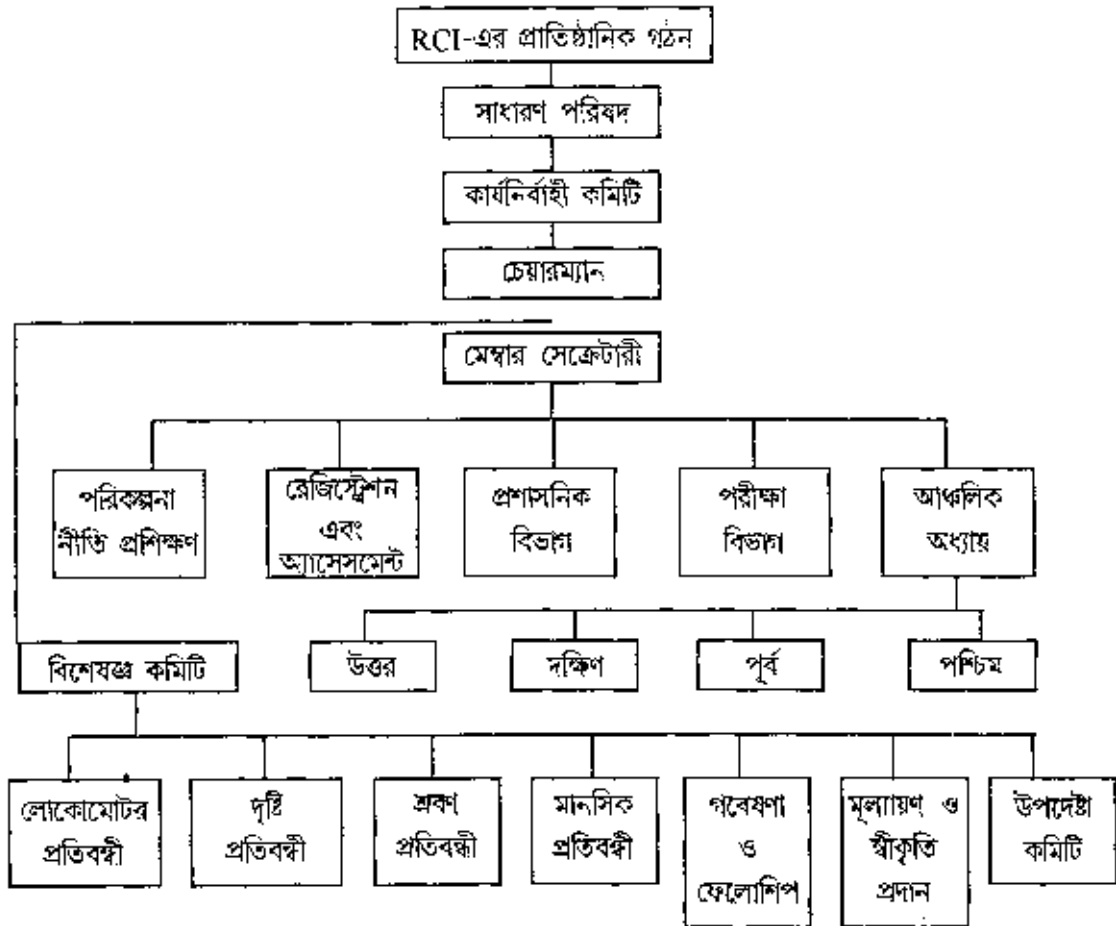 RCI-এর প্রাতিষ্ঠানিক গঠন
সাধারণ পরিষদ
কার্যনির্বাহী কমিটি
চেয়ারম্যান
মেম্বার সেক্রেটারী
পরিকল্পনা
নীতি প্রশিক্ষণ
রেজিস্ট্রেশন
এবং
অ্যাসেসমেন্ট
প্রশাসনিক
বিভাগ
পরীক্ষা
বিভাগ
আঞ্চলিক
অধ্যায়
বিশেষজ্ঞ কমিটি
উত্তর
দক্ষিণ
পূর্ব
পশ্চিম
লোকোমোটর
প্রতিবন্ধী
দৃষ্টি
প্রতিবন্ধী
শ্রবণ
প্রতিবন্ধী
মানসিক
প্রতিবন্ধী
গবেষণা
ও
ফেলোশিপ
মূল্যায়ণ ও
স্বীকৃতি
প্রদান
উপদেষ্টা
কমিটি